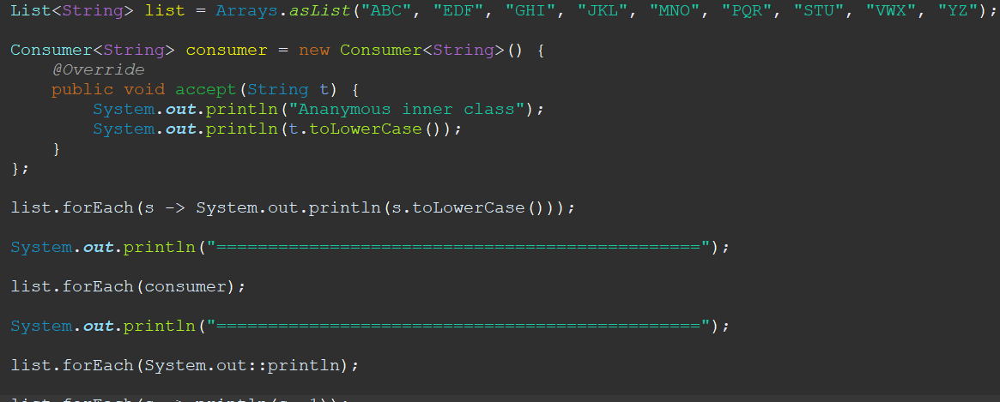 List<String> list = Arrays.asList("ABC", "EDF", "GHI", "JKL", "MNO", "PQR", "STU", "VWX", "YZ");
Consumer<String> consumer = new Consumer<String>() {
@Override
public void accept(String t) {
System.out.println("Ananymous inner class");
System.out.println(t.toLowerCase());
}
};
list.forEach(s -> System.out.println(s.toLowerCase()));
System.out.println("===============================================");
list.forEach(consumer);
System.out.println("===============================================");
list.forEach(System.out::println);